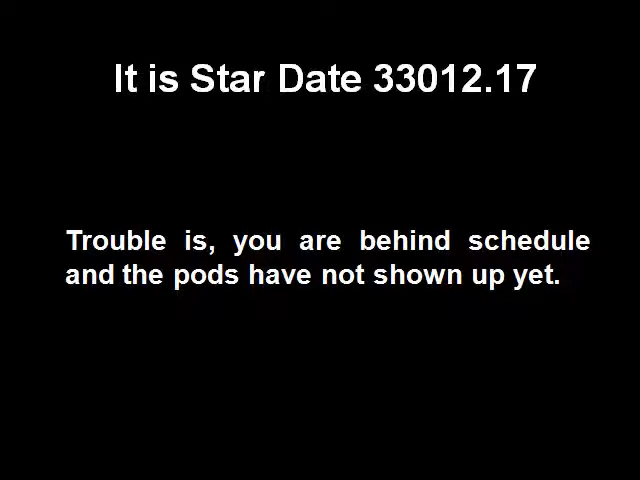 It is Star Date 33012.17
Trouble is, you are behind schedule
and the pods have not shown up yet.